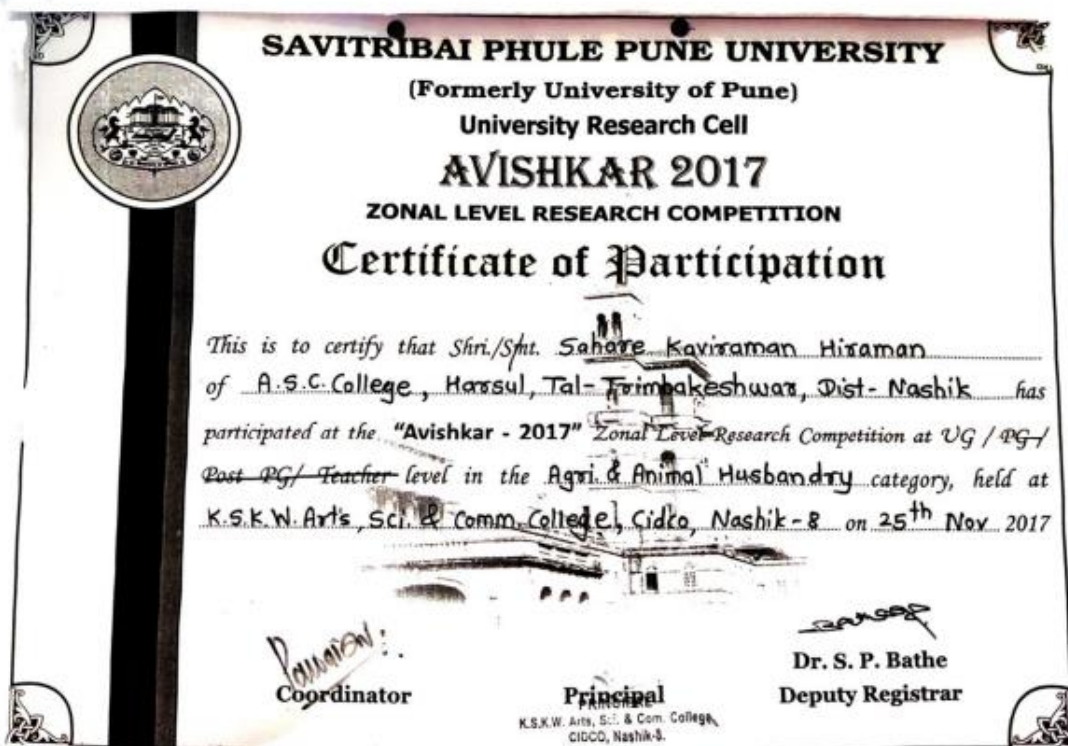 SAVITRIBAI PHULE PUNE UNIVERSITY
(Formerly University of Pune)
University Research Cell
AVISHKAR 2017
ZONAL LEVEL RESEARCH COMPETITION
Certificate of Participation
This is to certify that Shri./Smt. Sahare Kaviraman Hiraman
of A.S.C. College, Harsul, Tal-Trimbakeshwar, Dist-Nashik has
participated at the "Avishkar - 2017" Zonal Level Research Competition at UG / PG /
Post PG/ Teacher level in the Agri. & Animal Husbandry category, held at
K.S.K.W. Arts, Sci. & Comm. College, Cidco, Nashik-8 on 25th Nov 2017
Dr. S. P. Bathe
Coordinator Principal Deputy Registrar
PRINCIPAL
K.S.K.W. Arts, Sci. & Com. College,
CIDCO, Nashik-8.